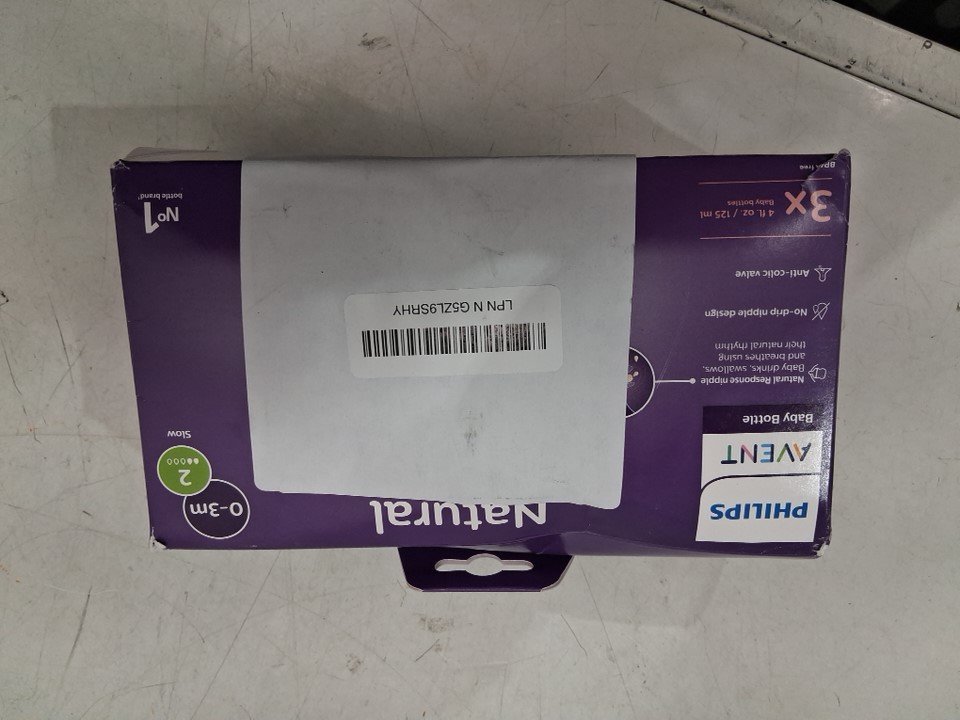 PHILIPS
AVENT
Baby Bottle
Natural
0–3m
2
Slow
Natural Response nipple
Baby drinks, swallows,
and breathes using
their natural rhythm
No-drip nipple design
Anti-colic valve
3x
Baby bottles
4 fl. oz. / 125 ml
BPA free
Nº1
bottle brand*
LPN N G5ZL9SRHY